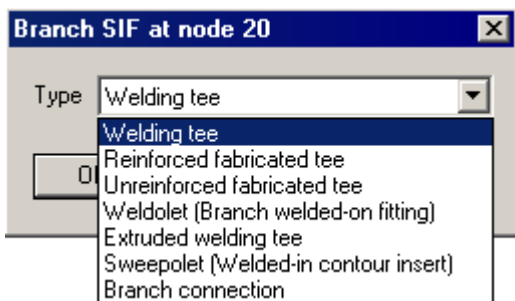 Branch SIF at node 20
Type Welding tee
Welding tee
Reinforced fabricated tee
Unreinforced fabricated tee
Weldolet (Branch welded-on fitting)
Extruded welding tee
Sweepolet (Welded-in contour insert)
Branch connection